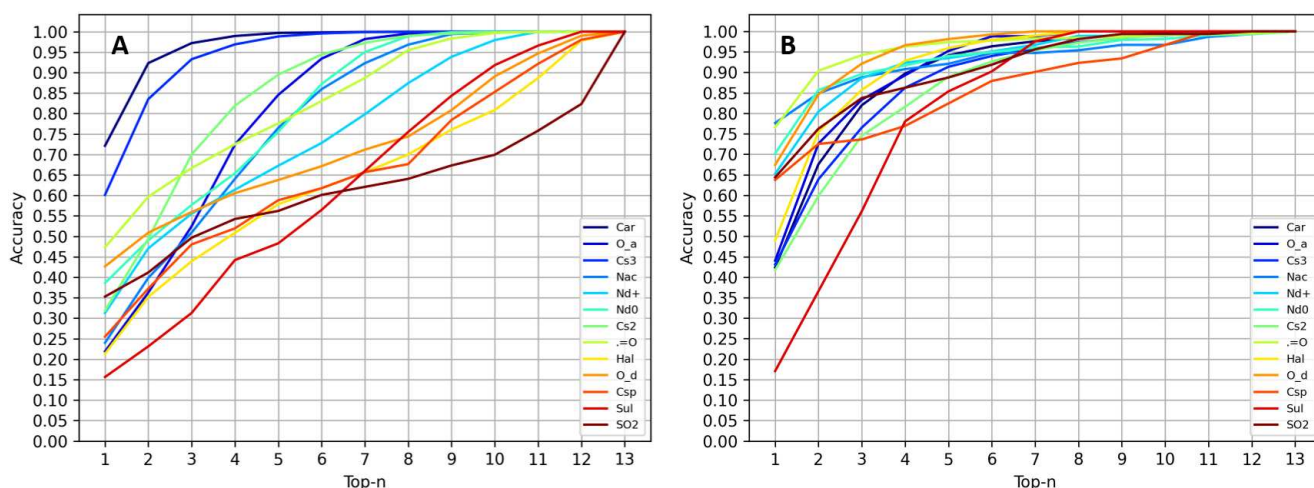 A
1.00
0.95
0.90
0.85
0.80
0.75
0.70
0.65
0.60
0.55
0.50
0.45
0.40
0.35
0.30
0.25
0.20
0.15
0.10
0.05
0.00
Accuracy
Car
O_a
Cs3
Nac
Nd+
Nd0
Cs2
.=O
Hal
O_d
Csp
Sul
SO2
1 2 3 4 5 6 7 8 9 10 11 12 13
Top-n
B
1.00
0.95
0.90
0.85
0.80
0.75
0.70
0.65
0.60
0.55
0.50
0.45
0.40
0.35
0.30
0.25
0.20
0.15
0.10
0.05
0.00
Accuracy
Car
O_a
Cs3
Nac
Nd+
Nd0
Cs2
.=O
Hal
O_d
Csp
Sul
SO2
1 2 3 4 5 6 7 8 9 10 11 12 13
Top-n